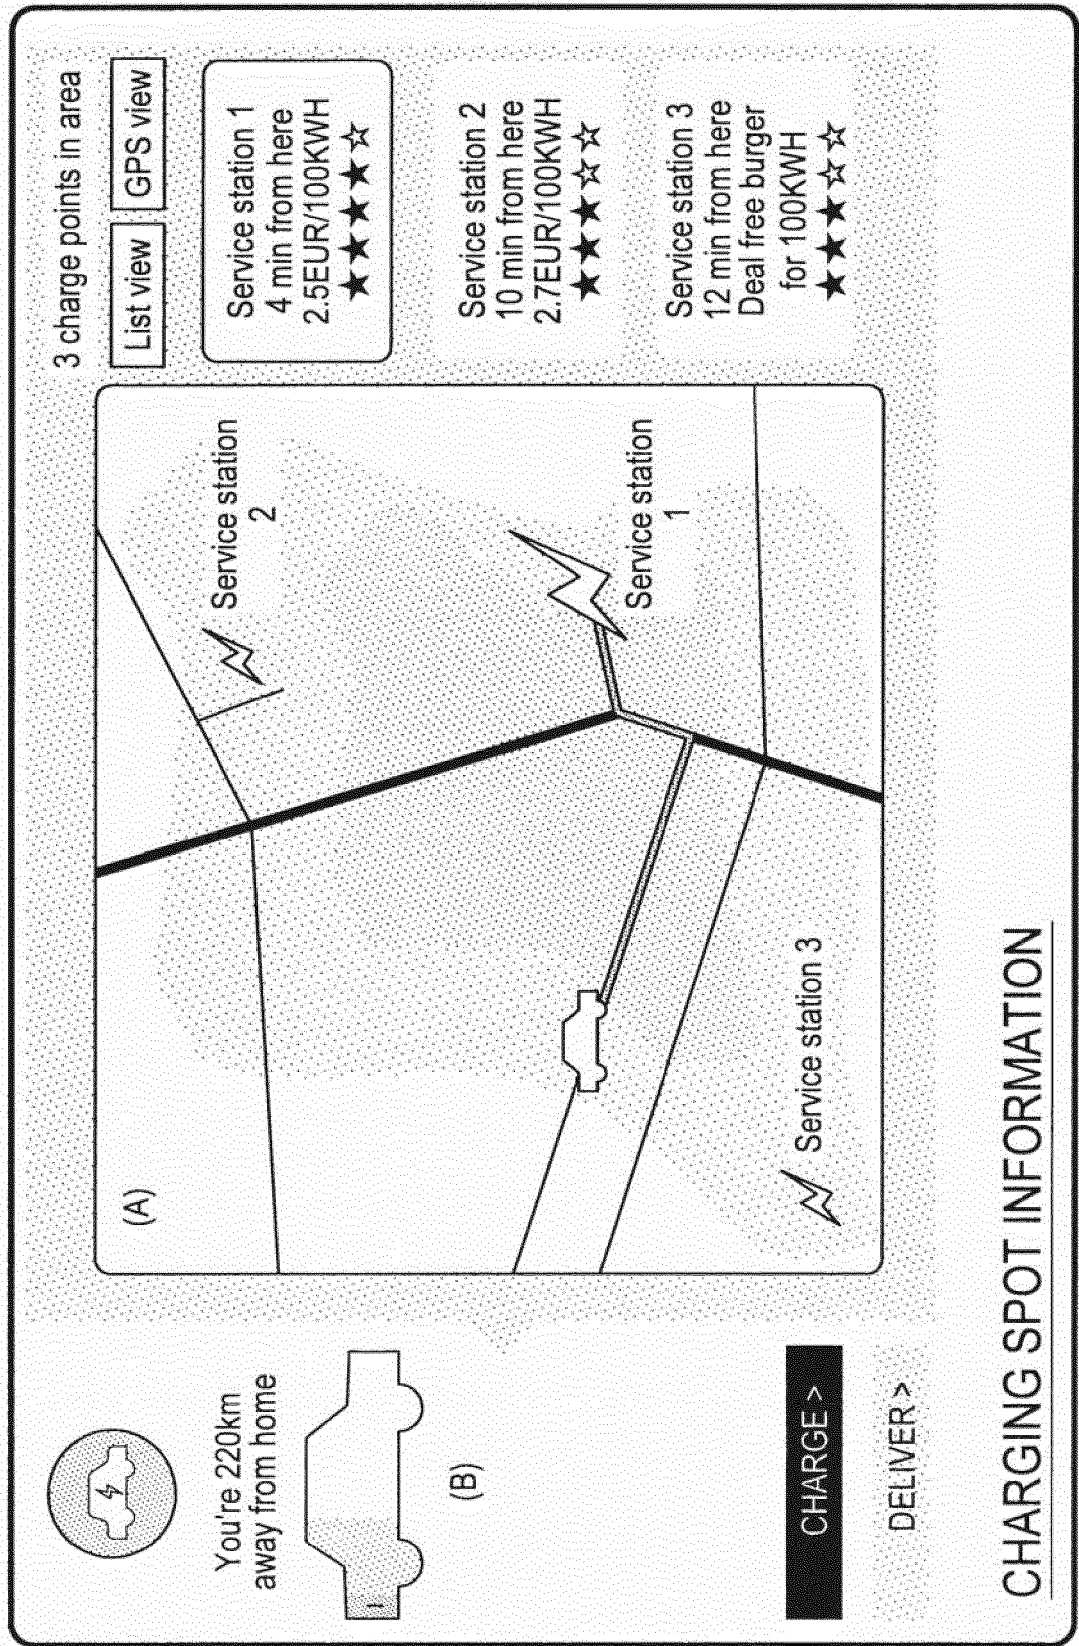 You're 220km
away from home
(B)
CHARGE >
DELIVER >
(A)
Service station
2
Service station
1
Service station 3
3 charge points in area
List view
GPS view
Service station 1
4 min from here
2.5EUR/100KWH
★★★★☆
Service station 2
10 min from here
2.7EUR/100KWH
★★★☆☆
Service station 3
12 min from here
Deal free burger
for 100KWH
★★★☆☆
CHARGING SPOT INFORMATION